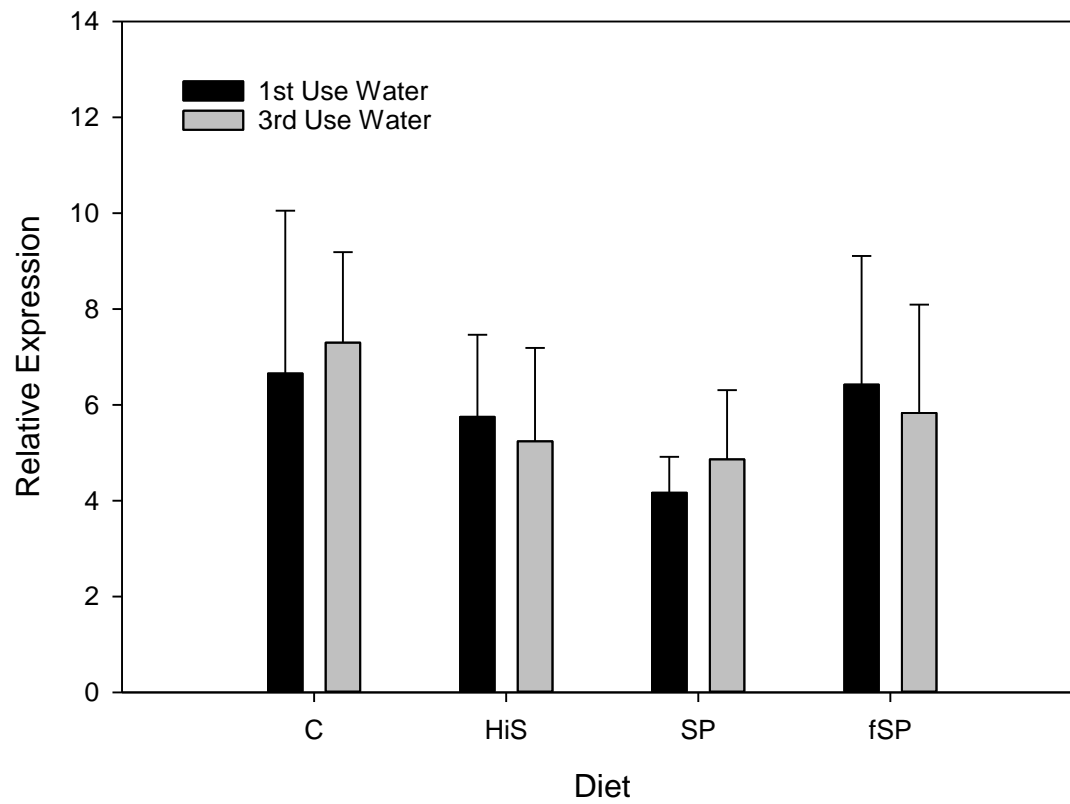 14
12
10
8
6
4
2
0
Relative Expression
1st Use Water
3rd Use Water
C HiS SP fSP
Diet